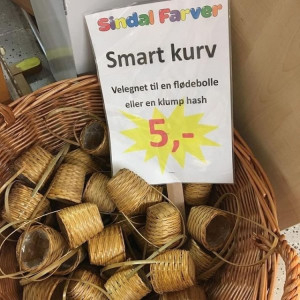 Sindal Farver
Smart kurv
Velegnet til en flødebolle
eller en klump hash
5,-